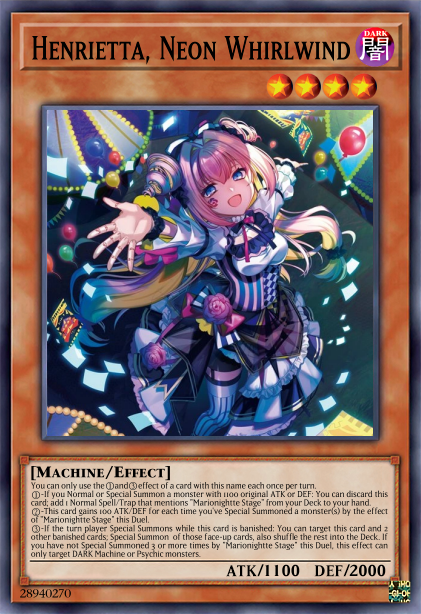 HENRIETTA, NEON WHIRLWIND
DARK
闇
[MACHINE/EFFECT]
You can only use the ①and③effect of a card with this name each once per turn.
①-If you Normal or Special Summon a monster with 1100 original ATK or DEF: You can discard this
card; add 1 Normal Spell/Trap that mentions "Marionightte Stage" from your Deck to your hand.
②-This card gains 100 ATK/DEF for each time you've Special Summoned a monster(s) by the effect
of "Marionightte Stage" this Duel.
③-If the turn player Special Summons while this card is banished: You can target this card and 2
other banished cards; Special Summon of those face-up cards, also shuffle the rest into the Deck. If
you have not Special Summoned 3 or more times by "Marionightte Stage" this Duel, this effect can
only target DARK Machine or Psychic monsters.
ATK/1100 DEF/2000
28940270